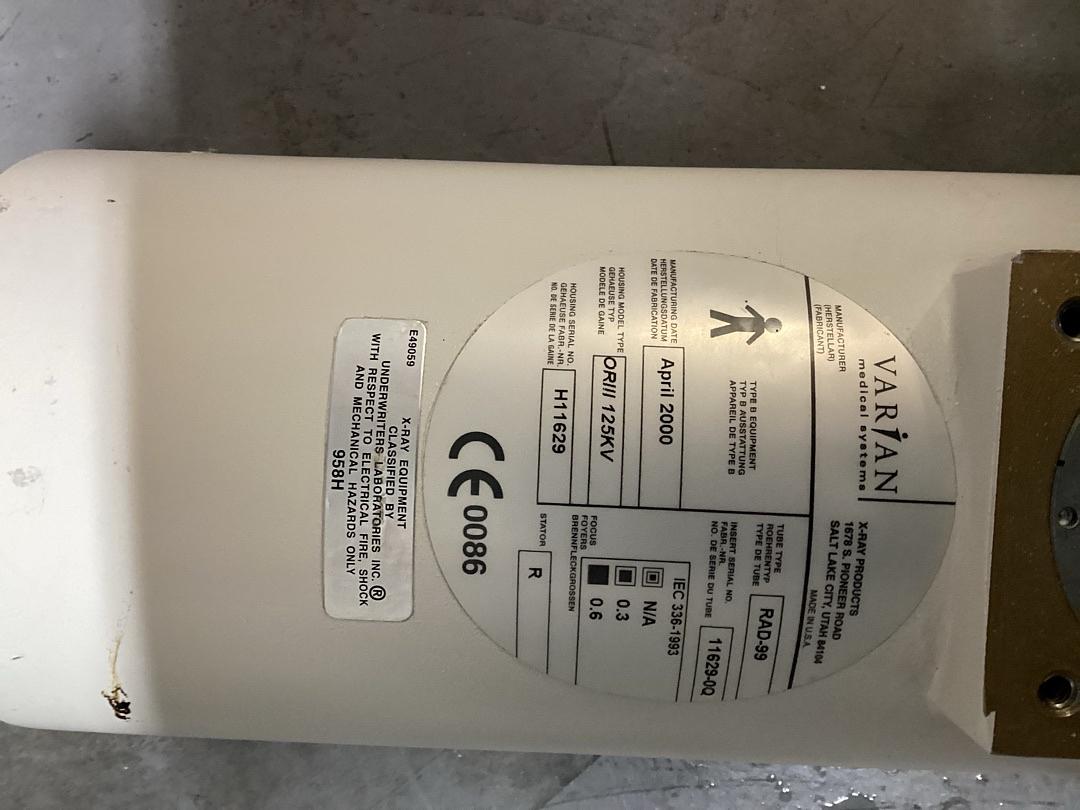 VARIAN
medical systems
MANUFACTURER
(HERSTELLAR)
(FABRICANT)
X-RAY PRODUCTS
1678 S. PIONEER ROAD
SALT LAKE CITY, UTAH 84104
MADE IN U.S.A.
TYPE B EQUIPMENT
TYP B AUSSTATTUNG
APPAREIL DE TYPE B
MANUFACTURING DATE
HERSTELLUNGSDATUM
DATE DE FABRICATION
April 2000
HOUSING MODEL TYPE
GEHAEUSE TYP
MODELE DE GAINE
ORIII 125KV
HOUSING SERIAL NO.
GEHAEUSE FABR.-NR.
NO. DE SERIE DE LA GAINE
H11629
TUBE TYPE
ROEHRENTYP
TYPE DE TUBE
RAD-99
INSERT SERIAL NO.
FABR.-NR.
NO. DE SERIE DU TUBE
11629-0Q
IEC 336-1993
N/A
0.3
0.6
FOCUS
FOYERS
BRENNFLECKGROSSEN
STATOR
R
CE 0086
E49059
X-RAY EQUIPMENT
CLASSIFIED BY
UNDERWRITERS LABORATORIES INC. ®
WITH RESPECT TO ELECTRICAL FIRE, SHOCK
AND MECHANICAL HAZARDS ONLY
958H